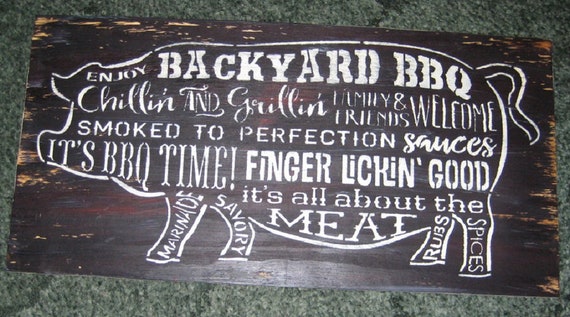 ENJOY BACKYARD BBQ
Chillin' AND Grillin' FAMILY & FRIENDS WELCOME
SMOKED TO PERFECTION sauces
IT'S BBQ TIME! FiNGER LiCKiN' GOOD
it's all about the
MEAT
MARINADE
SAVORY
RUBS
SPICES